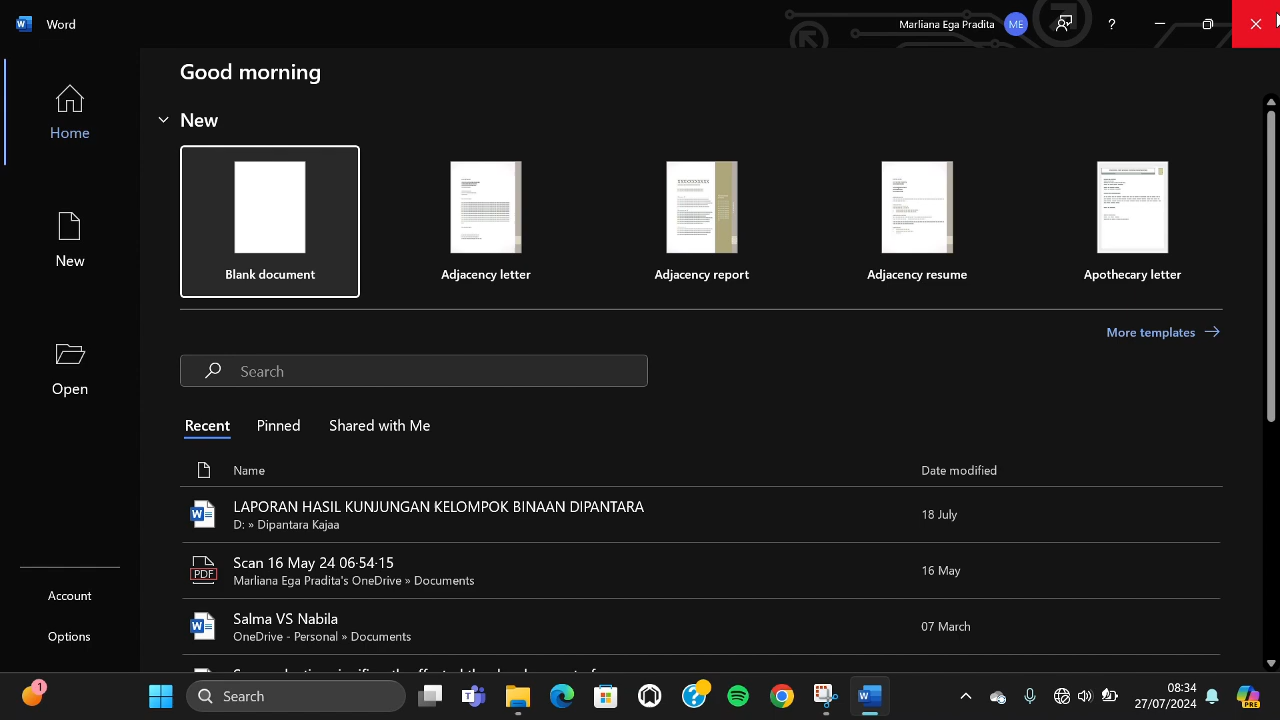 Word
Marliana Ega Pradita ME ?
Good morning
New
Home
New
Open
Account
Options
Blank document
Adjacency letter
Adjacency report
Adjacency resume
Apothecary letter
More templates
Search
Recent Pinned Shared with Me
Name Date modified
LAPORAN HASIL KUNJUNGAN KELOMPOK BINAAN DIPANTARA
D: » Dipantara Kajaa
18 July
PDF
Scan 16 May 24 06·54·15
Marliana Ega Pradita's OneDrive » Documents
16 May
Salma VS Nabila
OneDrive - Personal » Documents
07 March
1
Search
08:34
27/07/2024
PRE